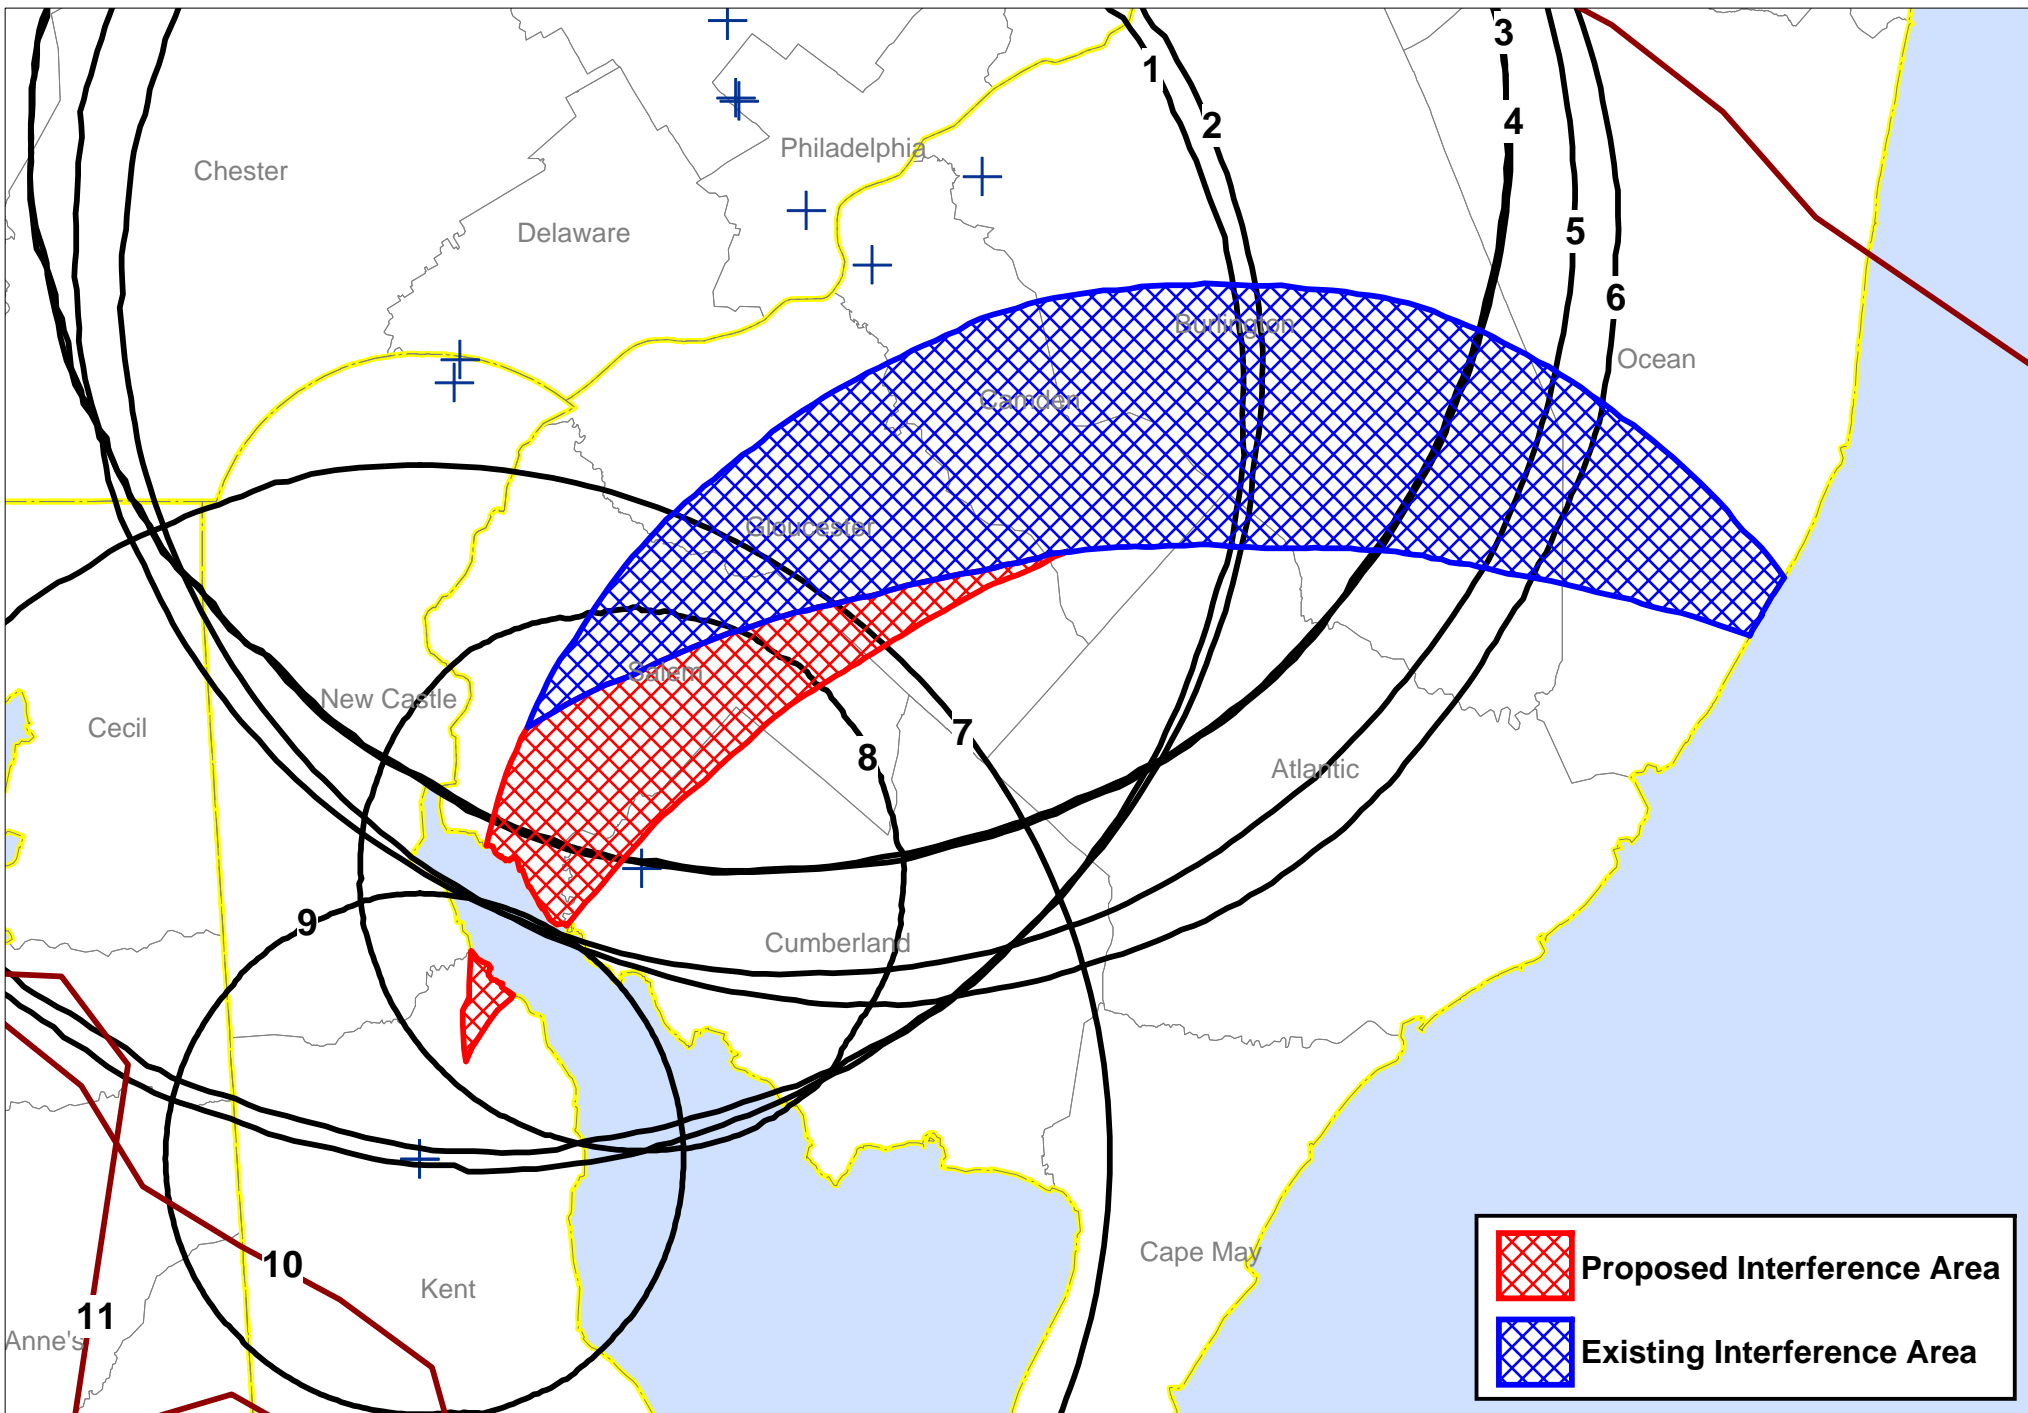 3
1
4
2
Philadelphia
Chester
Delaware
5
6
Burlington
Ocean
Camden
Gloucester
Salem
New Castle
Cecil
7
8
Atlantic
9
Cumberland
Cape May
10
Kent
11
Anne's
Proposed Interference Area
Existing Interference Area